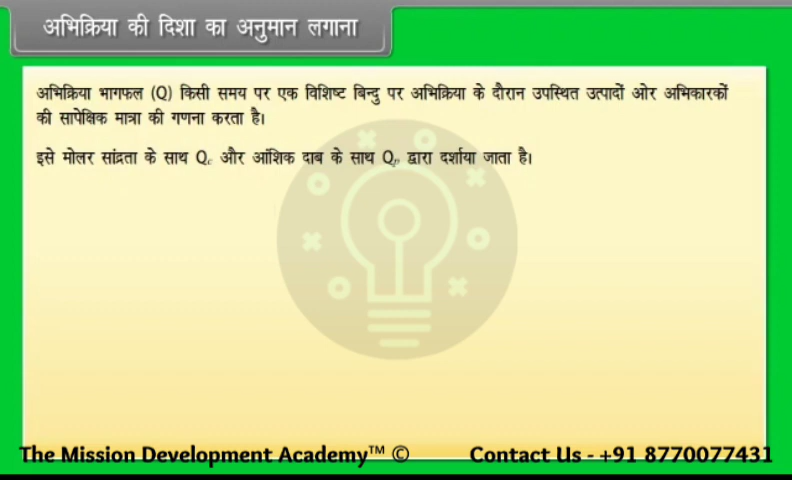 अभिक्रिया की दिशा का अनुमान लगाना
अभिक्रिया भागफल (Q) किसी समय पर एक विशिष्ट बिन्दु पर अभिक्रिया के दौरान उपस्थित उत्पादों ओर अभिकारकों
की सापेक्षिक मात्रा की गणना करता है।
इसे मोलर सांद्रता के साथ Qc और आंशिक दाब के साथ Qp द्वारा दर्शाया जाता है।
The Mission Development Academy™ © Contact Us - +91 8770077431